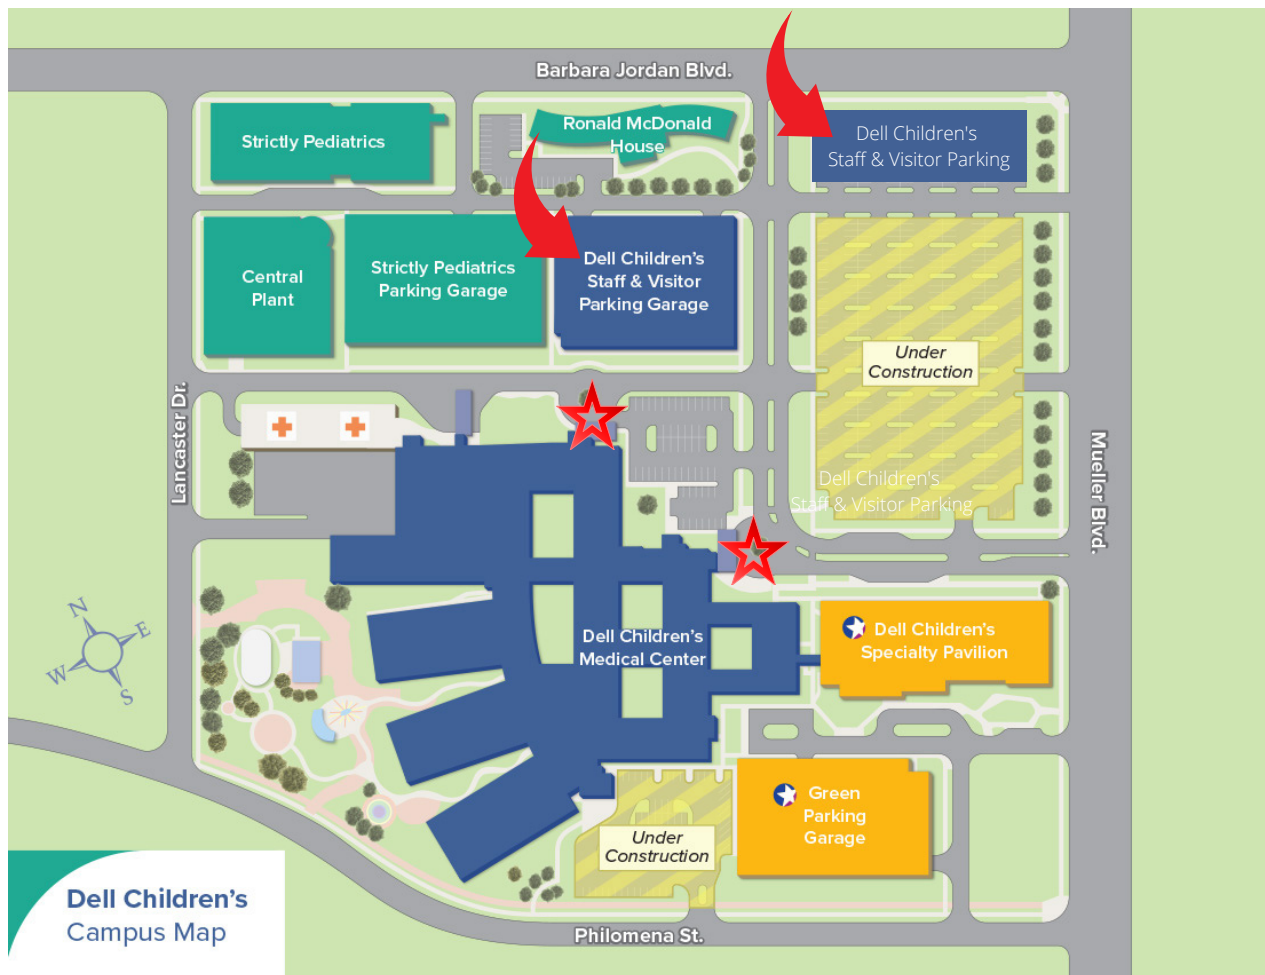 Barbara Jordan Blvd.
Strictly Pediatrics
Ronald McDonald
House
Dell Children's
Staff & Visitor Parking
Central
Plant
Strictly Pediatrics
Parking Garage
Dell Children's
Staff & Visitor
Parking Garage
Under
Construction
Lancaster Dr.
Mueller Blvd.
Dell Children's
Staff & Visitor Parking
N
E
W
S
Dell Children's
Medical Center
Dell Children's
Specialty Pavilion
Green
Parking
Garage
Under
Construction
Dell Children's
Campus Map
Philomena St.